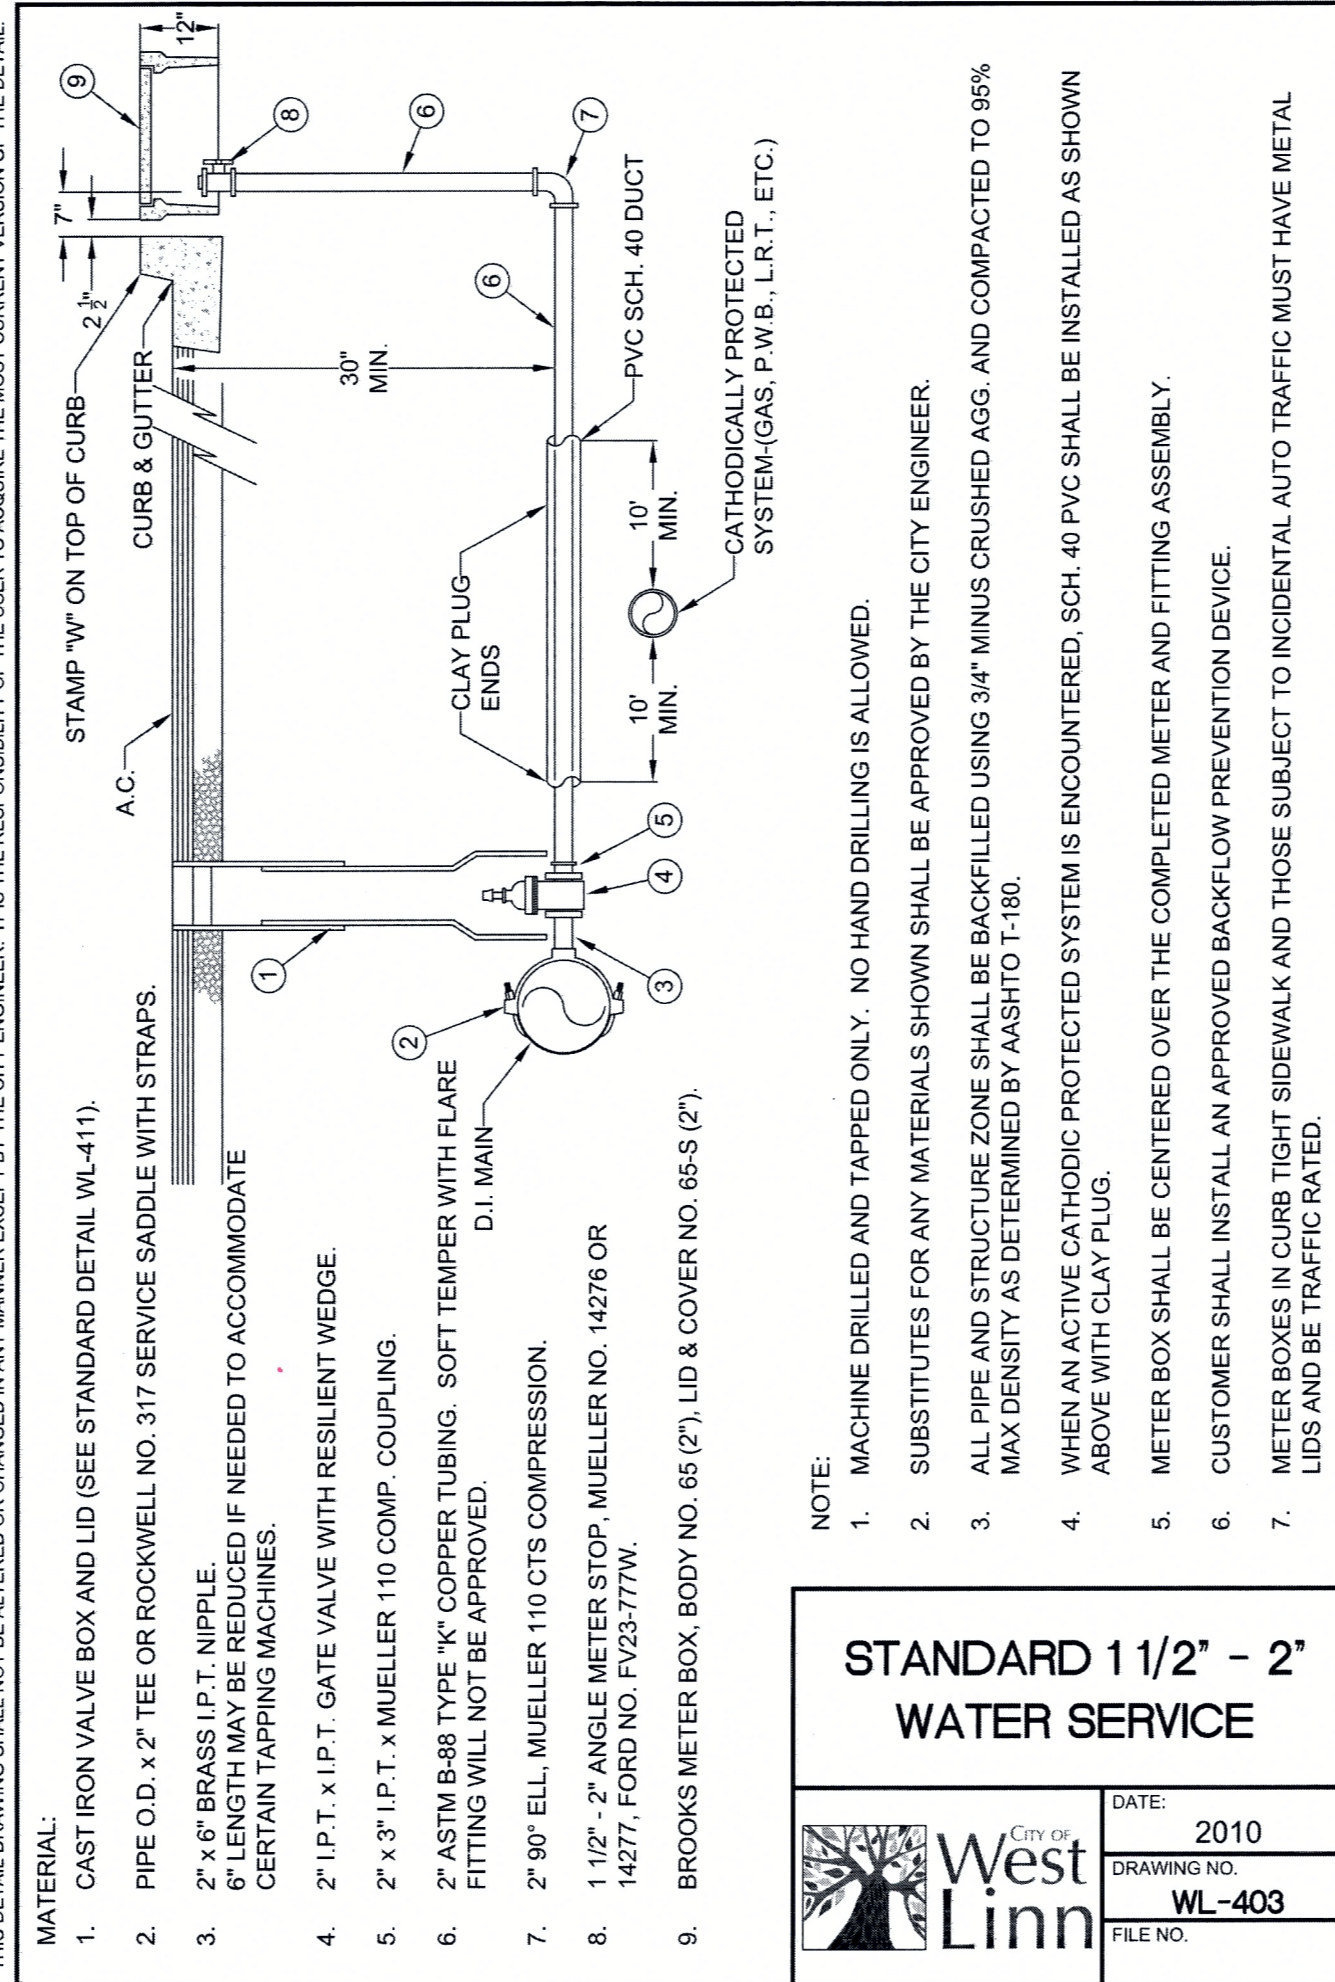 THIS DETAIL DRAWING SHALL NOT BE ALTERED OR CHANGED IN ANY MANNER EXCEPT BY THE CITY ENGINEER. IT IS THE RESPONSIBILITY OF THE USER TO ACQUIRE THE MOST CURRENT VERSION OF THE DETAIL.
MATERIAL:
1. CAST IRON VALVE BOX AND LID (SEE STANDARD DETAIL WL-411).
2. PIPE O.D. x 2" TEE OR ROCKWELL NO. 317 SERVICE SADDLE WITH STRAPS.
3. 2" x 6" BRASS I.P.T. NIPPLE.
6" LENGTH MAY BE REDUCED IF NEEDED TO ACCOMMODATE
CERTAIN TAPPING MACHINES.
4. 2" I.P.T. x I.P.T. GATE VALVE WITH RESILIENT WEDGE.
5. 2" x 3" I.P.T. x MUELLER 110 COMP. COUPLING.
6. 2" ASTM B-88 TYPE "K" COPPER TUBING. SOFT TEMPER WITH FLARE
FITTING WILL NOT BE APPROVED.
7. 2" 90° ELL, MUELLER 110 CTS COMPRESSION.
8. 1 1/2" - 2" ANGLE METER STOP, MUELLER NO. 14276 OR
14277, FORD NO. FV23-777W.
9. BROOKS METER BOX, BODY NO. 65 (2"), LID & COVER NO. 65-S (2").
STAMP "W" ON TOP OF CURB
CURB & GUTTER
A.C.
2 1/2"
7"
12"
30"
MIN.
CLAY PLUG
ENDS
10'
MIN.
10'
MIN.
PVC SCH. 40 DUCT
CATHODICALLY PROTECTED
SYSTEM-(GAS, P.W.B., L.R.T., ETC.)
D.I. MAIN
1
2
3
4
5
6
6
7
8
9
NOTE:
1. MACHINE DRILLED AND TAPPED ONLY. NO HAND DRILLING IS ALLOWED.
2. SUBSTITUTES FOR ANY MATERIALS SHOWN SHALL BE APPROVED BY THE CITY ENGINEER.
3. ALL PIPE AND STRUCTURE ZONE SHALL BE BACKFILLED USING 3/4" MINUS CRUSHED AGG. AND COMPACTED TO 95%
MAX DENSITY AS DETERMINED BY AASHTO T-180.
4. WHEN AN ACTIVE CATHODIC PROTECTED SYSTEM IS ENCOUNTERED, SCH. 40 PVC SHALL BE INSTALLED AS SHOWN
ABOVE WITH CLAY PLUG.
5. METER BOX SHALL BE CENTERED OVER THE COMPLETED METER AND FITTING ASSEMBLY.
6. CUSTOMER SHALL INSTALL AN APPROVED BACKFLOW PREVENTION DEVICE.
7. METER BOXES IN CURB TIGHT SIDEWALK AND THOSE SUBJECT TO INCIDENTAL AUTO TRAFFIC MUST HAVE METAL
LIDS AND BE TRAFFIC RATED.
STANDARD 1 1/2" - 2"
WATER SERVICE
CITY OF
West
Linn
DATE:
2010
DRAWING NO.
WL-403
FILE NO.